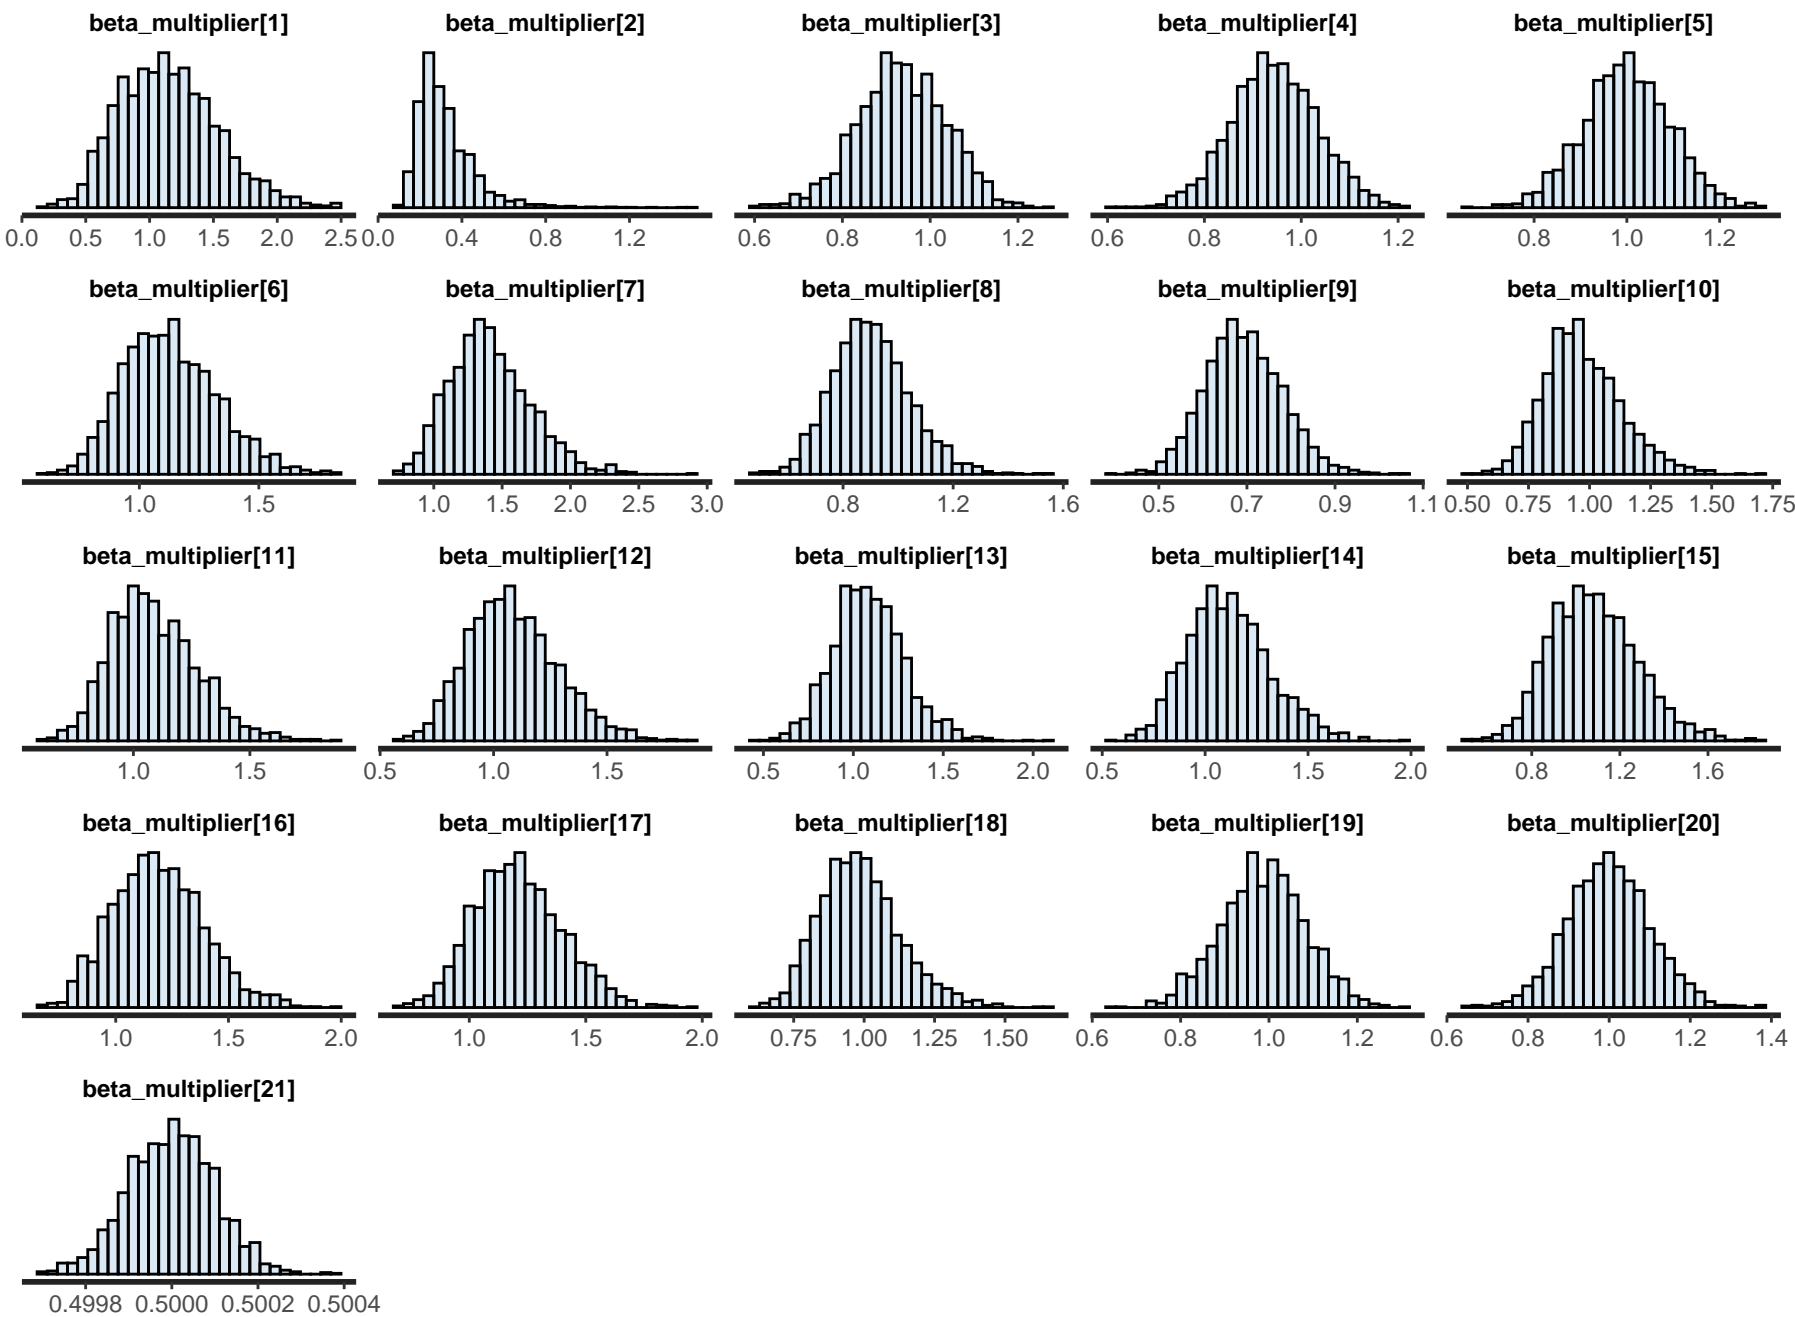 beta_multiplier[1] beta_multiplier[2] beta_multiplier[3] beta_multiplier[4] beta_multiplier[5]
0.0 0.5 1.0 1.5 2.0 2.5 0.0 0.4 0.8 1.2 0.6 0.8 1.0 1.2 0.6 0.8 1.0 1.2 0.8 1.0 1.2
beta_multiplier[6] beta_multiplier[7] beta_multiplier[8] beta_multiplier[9] beta_multiplier[10]
1.0 1.5 1.0 1.5 2.0 2.5 3.0 0.8 1.2 1.6 0.5 0.7 0.9 1.1 0.50 0.75 1.00 1.25 1.50 1.75
beta_multiplier[11] beta_multiplier[12] beta_multiplier[13] beta_multiplier[14] beta_multiplier[15]
1.0 1.5 0.5 1.0 1.5 0.5 1.0 1.5 2.0 0.5 1.0 1.5 2.0 0.8 1.2 1.6
beta_multiplier[16] beta_multiplier[17] beta_multiplier[18] beta_multiplier[19] beta_multiplier[20]
1.0 1.5 2.0 1.0 1.5 2.0 0.75 1.00 1.25 1.50 0.6 0.8 1.0 1.2 0.6 0.8 1.0 1.2 1.4
beta_multiplier[21]
0.4998 0.5000 0.5002 0.5004